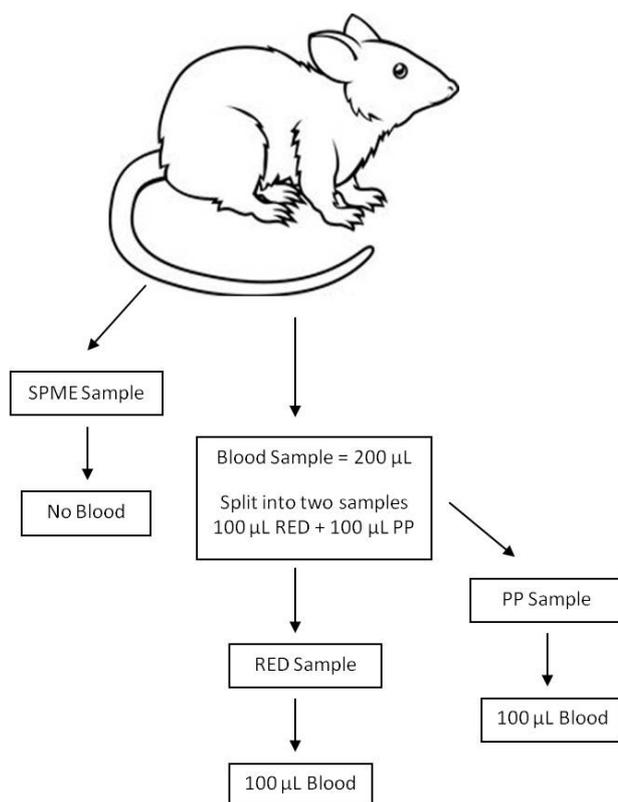 SPME Sample
No Blood
Blood Sample = 200 µL
Split into two samples
100 µL RED + 100 µL PP
PP Sample
RED Sample
100 µL Blood
100 µL Blood